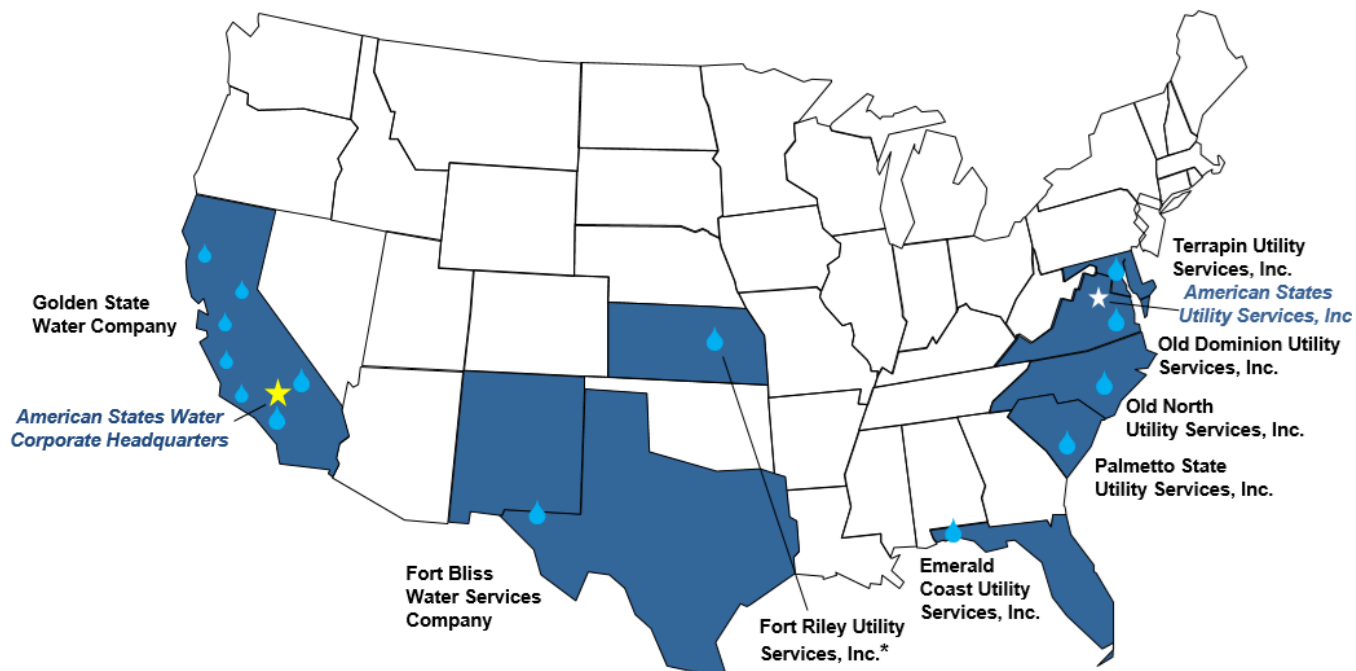 Golden State
Water Company
American States Water
Corporate Headquarters
Fort Bliss
Water Services
Company
Fort Riley Utility
Services, Inc.*
Emerald
Coast Utility
Services, Inc.
Terrapin Utility
Services, Inc.
American States
Utility Services, Inc
Old Dominion Utility
Services, Inc.
Old North
Utility Services, Inc.
Palmetto State
Utility Services, Inc.